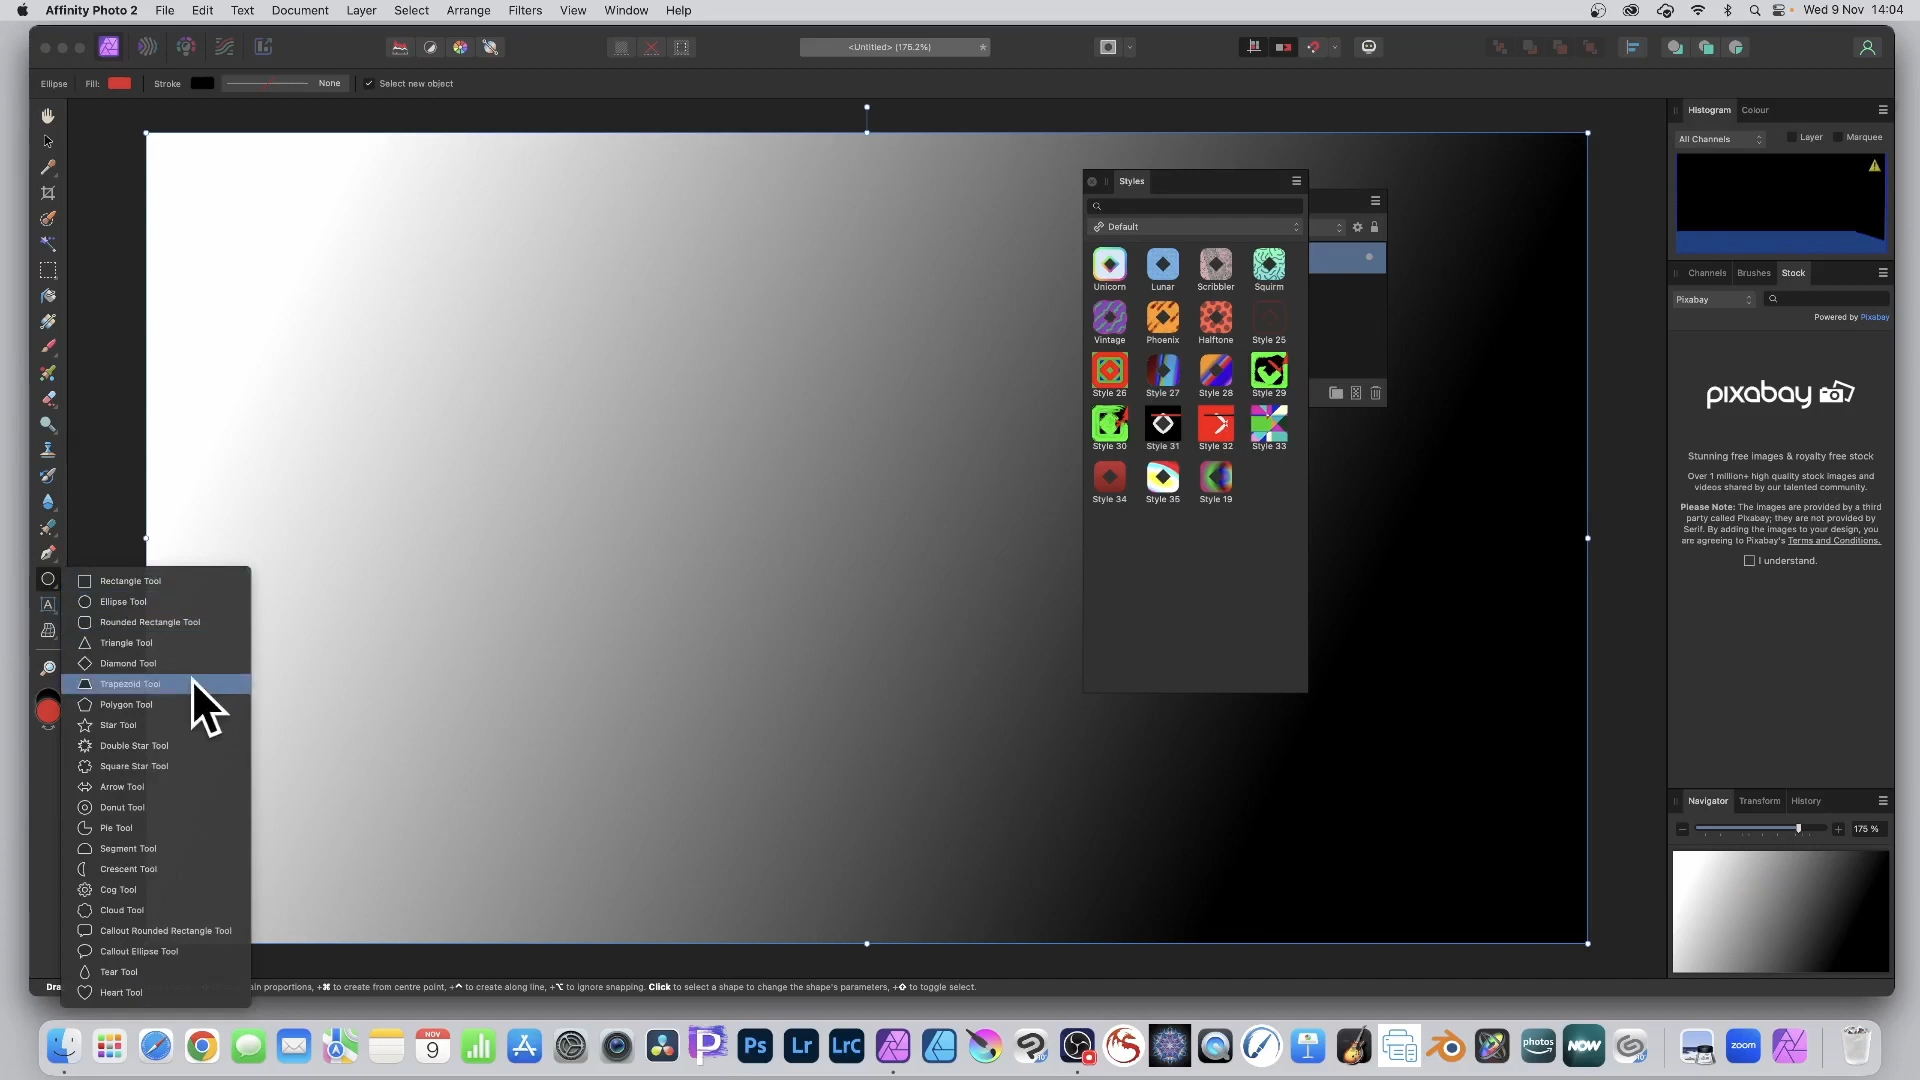 Affinity Photo 2 File Edit Text Document Layer Select Arrange Filters View Window Help Wed 9 Nov 14:04
<Untitled> (175.2%)
Ellipse Fill: Stroke None Select new object
Histogram Colour
All Channels Layer Marquee
Channels Brushes Stock
Pixabay
Powered by Pixabay
pixabay
Stunning free images & royalty free stock
Over 1 million+ high quality stock images and
videos shared by our talented community.
Please Note: The images are provided by a third
party called Pixabay; they are not provided by
Serif. By adding the images to your design, you
are agreeing to Pixabay's Terms and Conditions.
I understand.
Styles
Default
Unicorn Lunar Scribbler Squirm
Vintage Phoenix Halftone Style 25
Style 26 Style 27 Style 28 Style 29
Style 30 Style 31 Style 32 Style 33
Style 34 Style 35 Style 19
A
Rectangle Tool
Ellipse Tool
Rounded Rectangle Tool
Triangle Tool
Diamond Tool
Trapezoid Tool
Polygon Tool
Star Tool
Double Star Tool
Square Star Tool
Arrow Tool
Donut Tool
Pie Tool
Segment Tool
Crescent Tool
Cog Tool
Cloud Tool
Callout Rounded Rectangle Tool
Callout Ellipse Tool
Tear Tool
Heart Tool
Navigator Transform History
175 %
Dra ain proportions, +⌘ to create from centre point, +^ to create along line, +⌥ to ignore snapping. Click to select a shape to change the shape's parameters, +⇧ to toggle select.
NOV
9
Ps Lr LrC
photos
NOW
zoom